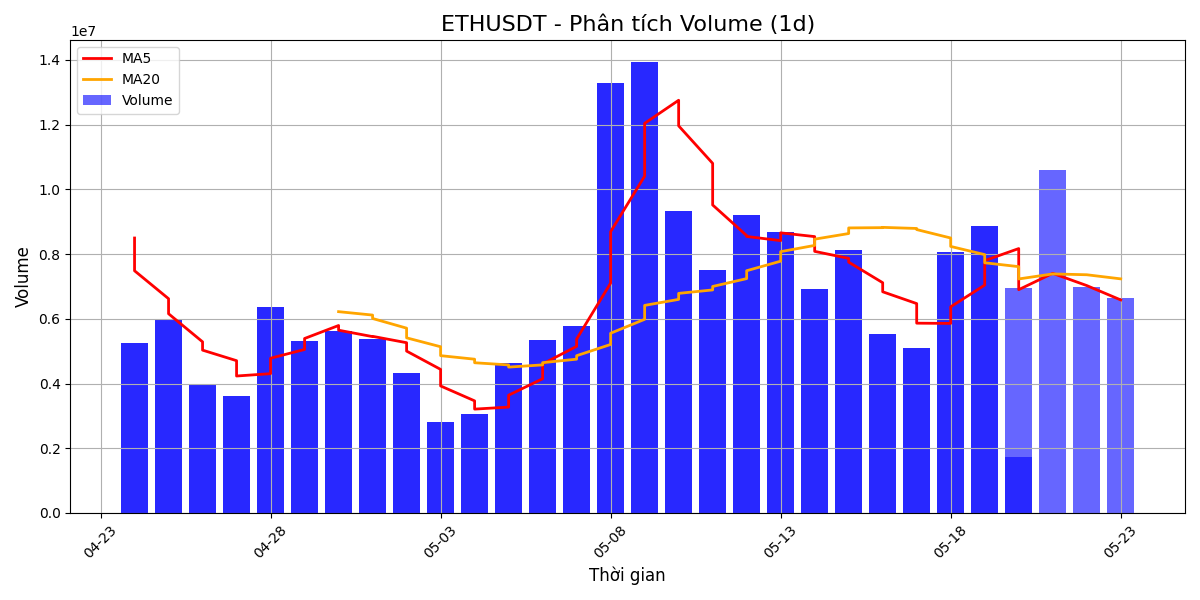 ETHUSDT - Phân tích Volume (1d)
1e7
MA5
MA20
Volume
1.4
1.2
1.0
0.8
0.6
0.4
0.2
0.0
Volume
04-23
04-28
05-03
05-08
05-13
05-18
05-23
Thời gian